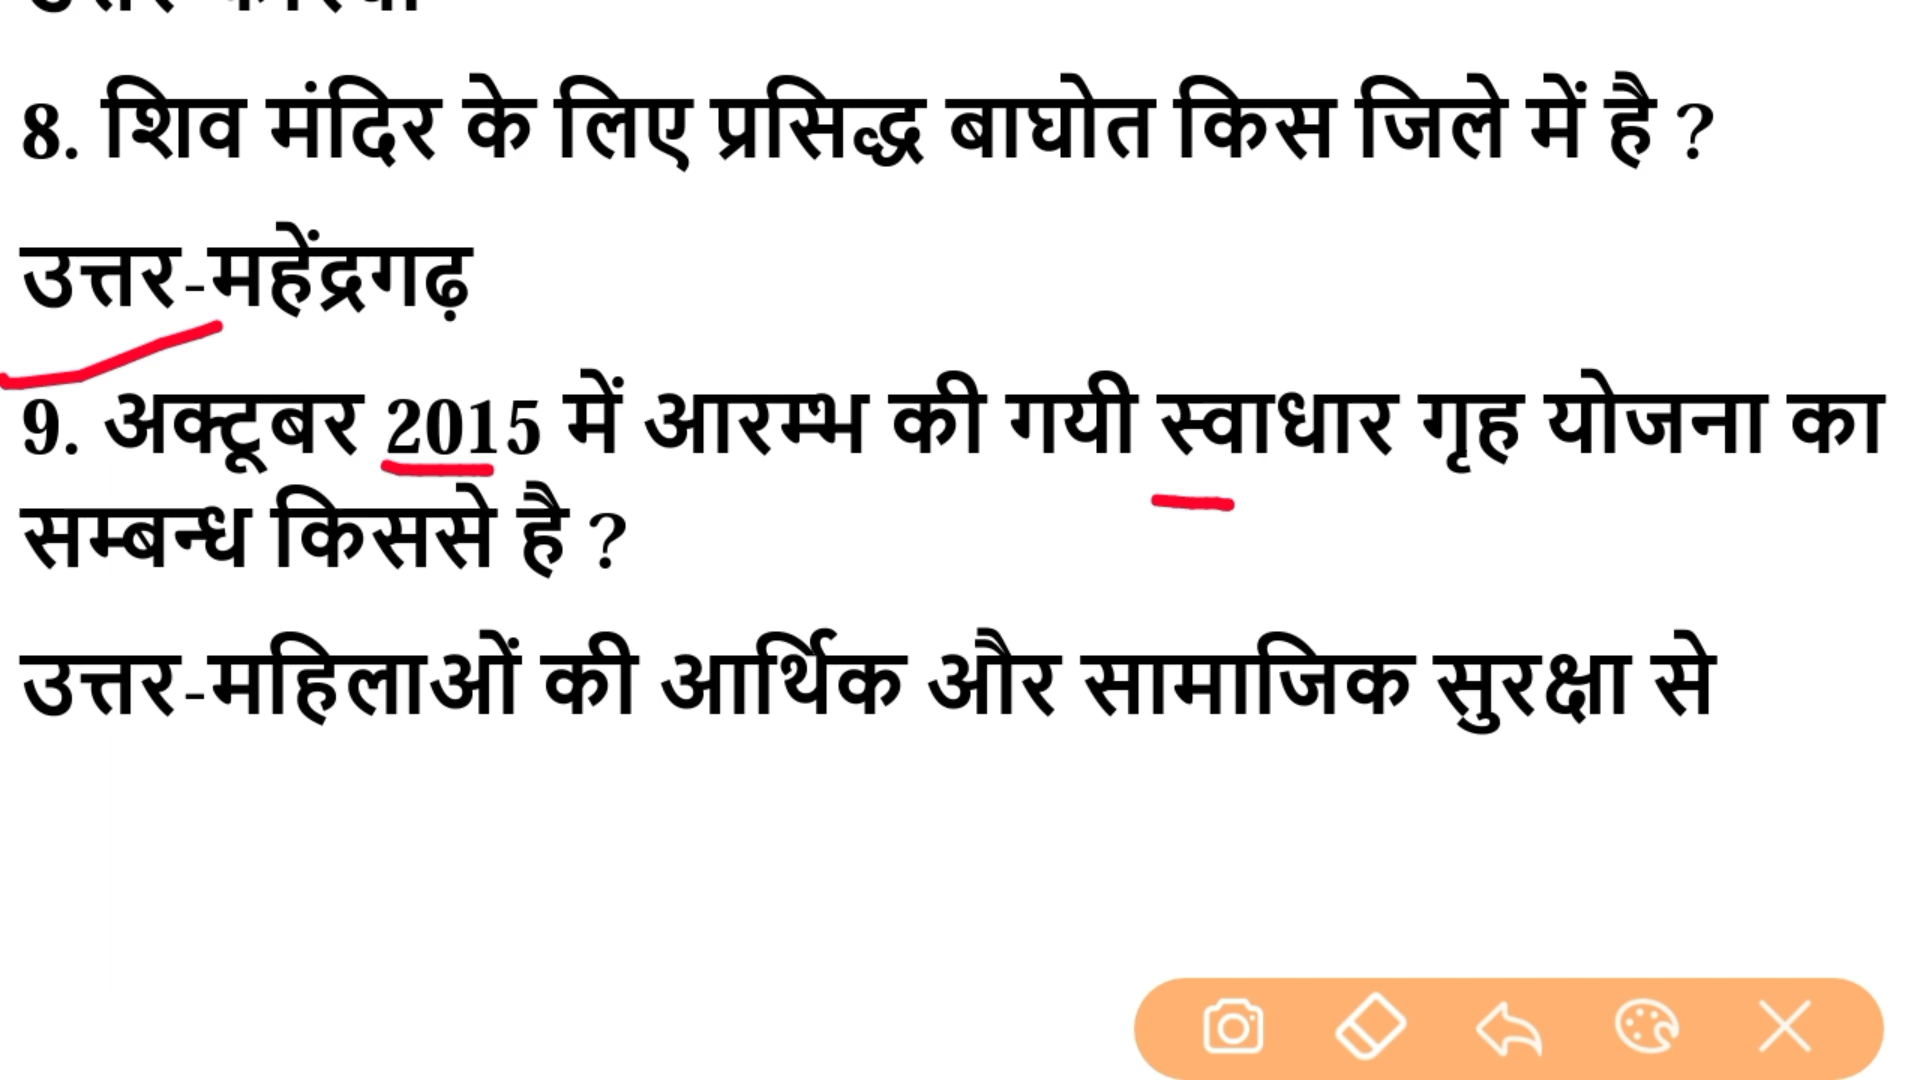 8. शिव मंदिर के लिए प्रसिद्ध बाघोत किस जिले में है ?
उत्तर-महेंद्रगढ़
9. अक्टूबर 2015 में आरम्भ की गयी स्वाधार गृह योजना का
सम्बन्ध किससे है ?
उत्तर-महिलाओं की आर्थिक और सामाजिक सुरक्षा से